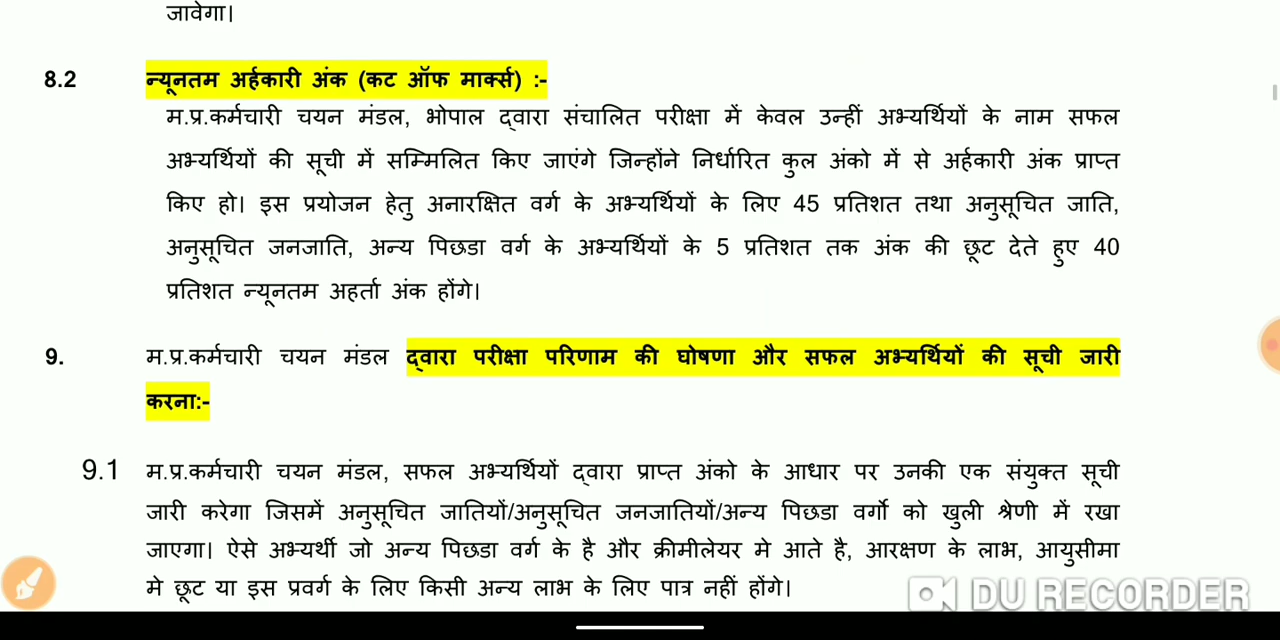 जावेगा।
8.2 न्यूनतम अर्हकारी अंक (कट ऑफ मार्क्स) :-
म.प्र.कर्मचारी चयन मंडल, भोपाल द्वारा संचालित परीक्षा में केवल उन्हीं अभ्यर्थियों के नाम सफल
अभ्यर्थियों की सूची में सम्मिलित किए जाएंगे जिन्होंने निर्धारित कुल अंको में से अर्हकारी अंक प्राप्त
किए हो। इस प्रयोजन हेतु अनारक्षित वर्ग के अभ्यर्थियों के लिए 45 प्रतिशत तथा अनुसूचित जाति,
अनुसूचित जनजाति, अन्य पिछडा वर्ग के अभ्यर्थियों के 5 प्रतिशत तक अंक की छूट देते हुए 40
प्रतिशत न्यूनतम अहर्ता अंक होंगे।
9. म.प्र.कर्मचारी चयन मंडल द्वारा परीक्षा परिणाम की घोषणा और सफल अभ्यर्थियों की सूची जारी
करना:-
9.1 म.प्र.कर्मचारी चयन मंडल, सफल अभ्यर्थियों द्वारा प्राप्त अंको के आधार पर उनकी एक संयुक्त सूची
जारी करेगा जिसमें अनुसूचित जातियों/अनुसूचित जनजातियों/अन्य पिछडा वर्गो को खुली श्रेणी में रखा
जाएगा। ऐसे अभ्यर्थी जो अन्य पिछडा वर्ग के है और क्रीमीलेयर मे आते है, आरक्षण के लाभ, आयुसीमा
मे छूट या इस प्रवर्ग के लिए किसी अन्य लाभ के लिए पात्र नहीं होंगे।
DU RECORDER